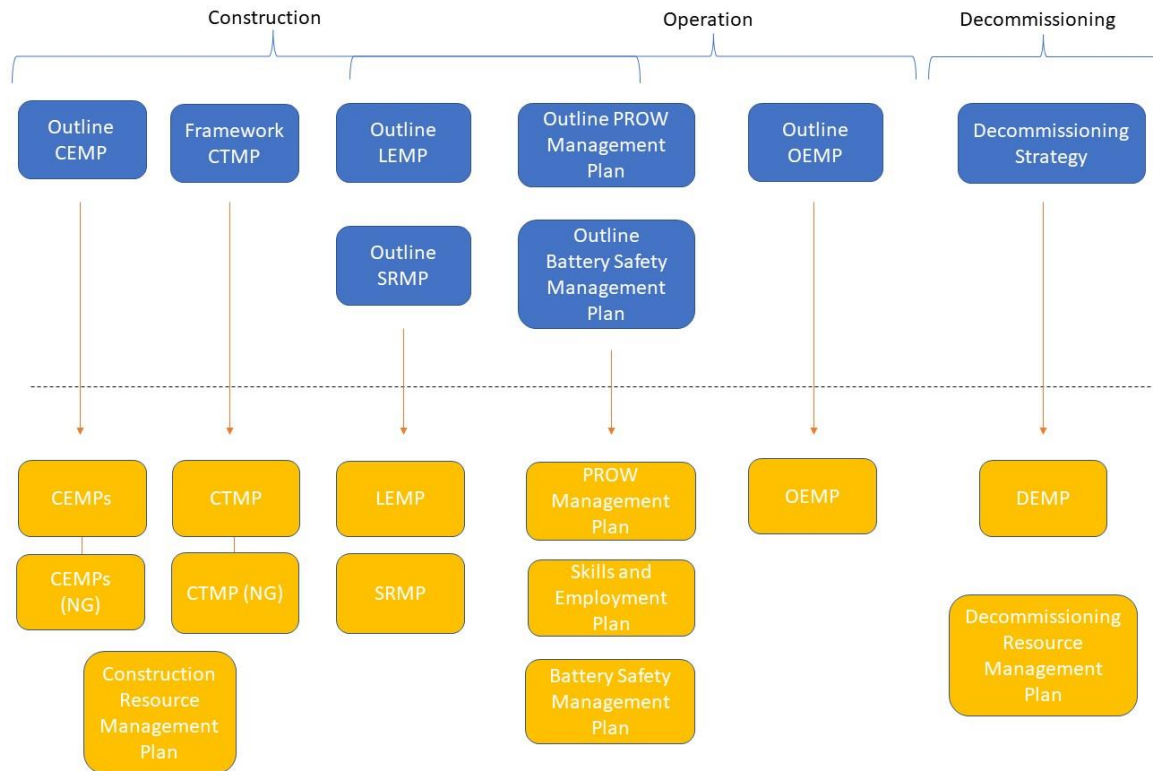 Construction
Operation
Decommissioning
Outline
CEMP
Framework
CTMP
Outline
LEMP
Outline PROW
Management
Plan
Outline
OEMP
Decommissioning
Strategy
Outline
SRMP
Outline
Battery Safety
Management
Plan
CEMPs
CTMP
LEMP
PROW
Management
Plan
OEMP
DEMP
CEMPs
(NG)
CTMP (NG)
SRMP
Skills and
Employment
Plan
Decommissioning
Resource
Management
Plan
Construction
Resource
Management
Plan
Battery Safety
Management
Plan